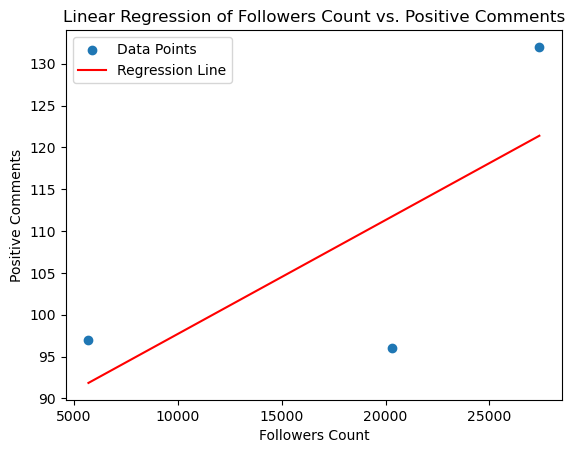 Linear Regression of Followers Count vs. Positive Comments
Data Points
Regression Line
Positive Comments
130
125
120
115
110
105
100
95
90
5000 10000 15000 20000 25000
Followers Count